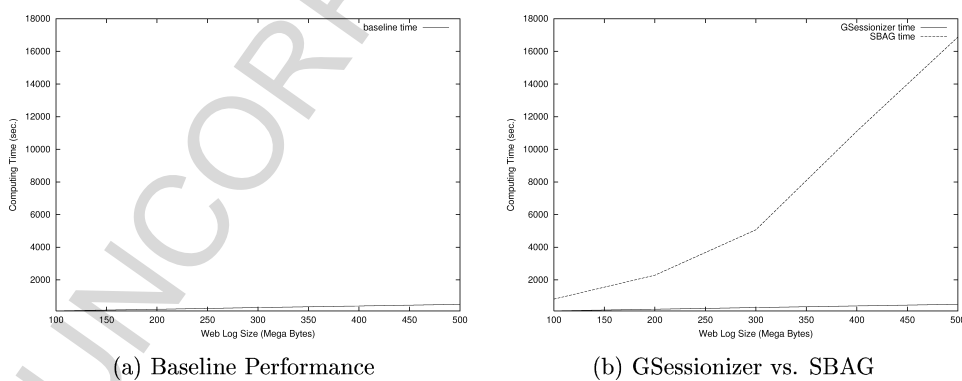 18000
16000
14000
12000
10000
8000
6000
4000
2000
Computing Time (sec.)
baseline time
100 150 200 250 300 350 400 450 500
Web Log Size (Mega Bytes)
(a) Baseline Performance
18000
16000
14000
12000
10000
8000
6000
4000
2000
Computing Time (sec.)
GSessionizer time
SBAG time
100 150 200 250 300 350 400 450 500
Web Log Size (Mega Bytes)
(b) GSessionizer vs. SBAG